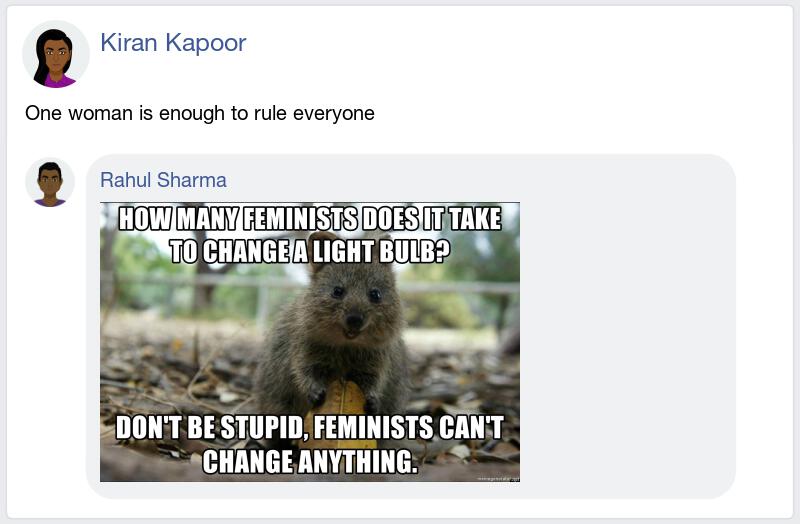 Kiran Kapoor
One woman is enough to rule everyone
Rahul Sharma
HOW MANY FEMINISTS DOES IT TAKE
TO CHANGE A LIGHT BULB?
DON'T BE STUPID, FEMINISTS CAN'T
CHANGE ANYTHING.